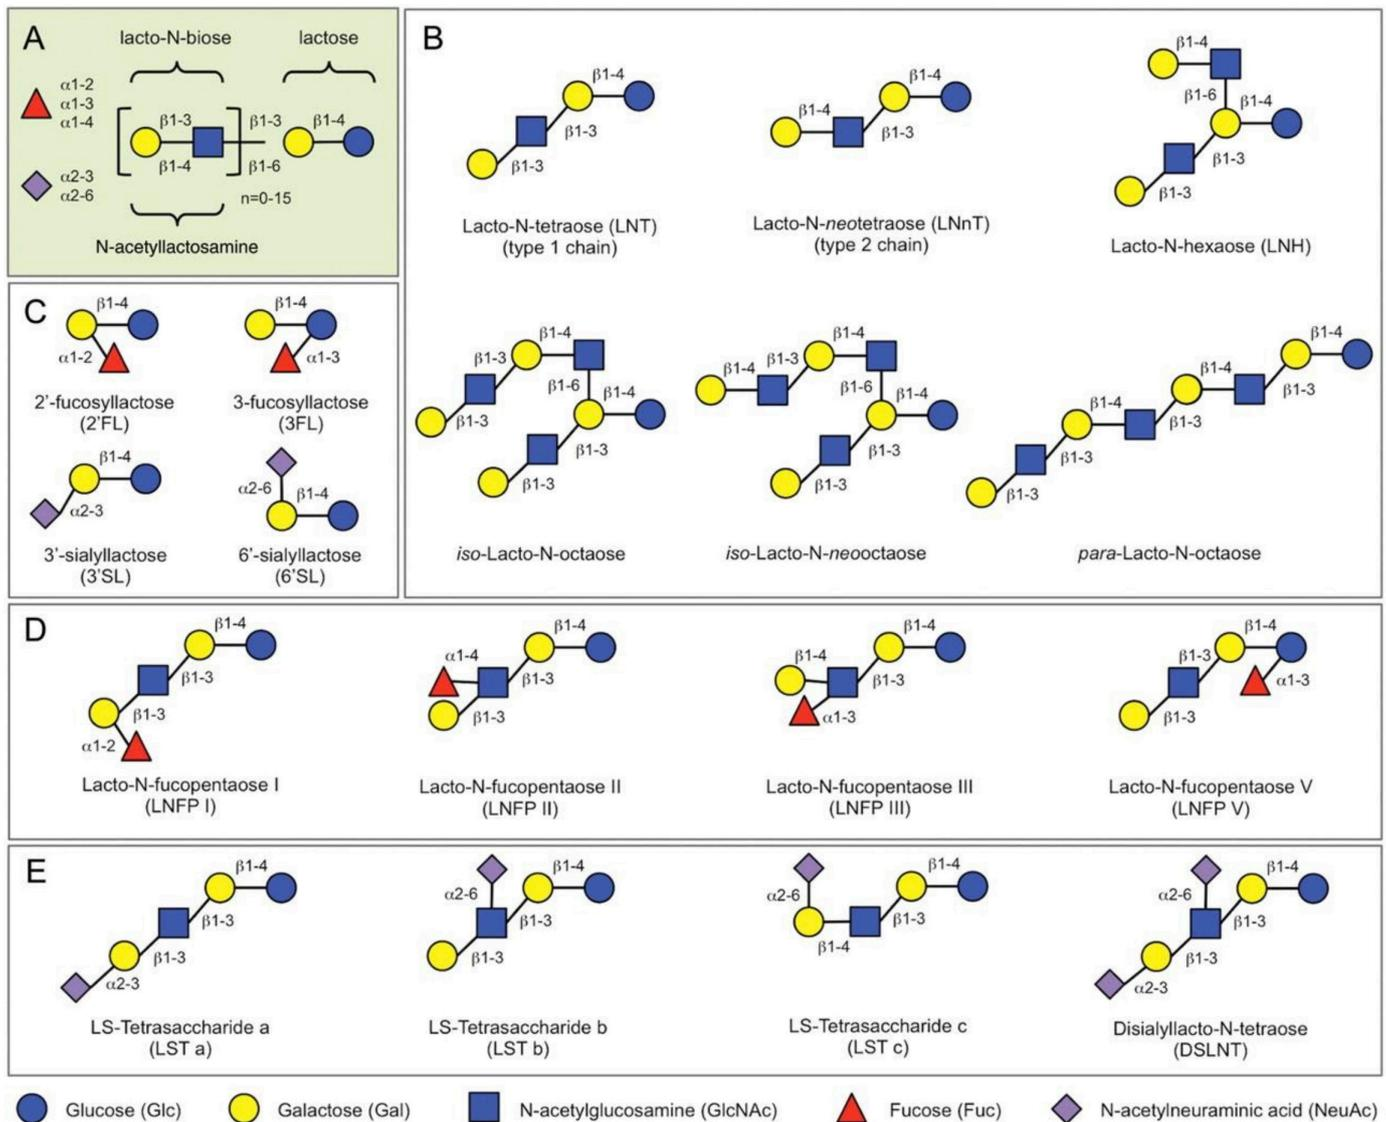 A
lacto-N-biose
lactose
α1-2
α1-3
α1-4
β1-3
β1-3
β1-4
β1-4
β1-6
α2-3
α2-6
n=0-15
N-acetyllactosamine
B
β1-4
β1-3
β1-3
Lacto-N-tetraose (LNT)
(type 1 chain)
β1-4
β1-4
β1-3
Lacto-N-neotetraose (LNnT)
(type 2 chain)
β1-4
β1-6
β1-4
β1-3
β1-3
Lacto-N-hexaose (LNH)
β1-4
β1-3
β1-6
β1-4
β1-3
β1-3
β1-3
iso-Lacto-N-octaose
β1-4
β1-4
β1-3
β1-6
β1-4
β1-3
β1-3
iso-Lacto-N-neooctaose
β1-4
β1-4
β1-3
β1-4
β1-3
β1-3
β1-3
para-Lacto-N-octaose
C
β1-4
α1-2
2'-fucosyllactose
(2'FL)
β1-4
α1-3
3-fucosyllactose
(3FL)
β1-4
α2-3
3'-sialyllactose
(3'SL)
α2-6
β1-4
6'-sialyllactose
(6'SL)
D
β1-4
β1-3
β1-3
α1-2
Lacto-N-fucopentaose I
(LNFP I)
β1-4
α1-4
β1-3
β1-3
Lacto-N-fucopentaose II
(LNFP II)
β1-4
β1-4
β1-3
α1-3
Lacto-N-fucopentaose III
(LNFP III)
β1-4
β1-3
α1-3
β1-3
Lacto-N-fucopentaose V
(LNFP V)
E
β1-4
β1-3
β1-3
α2-3
LS-Tetrasaccharide a
(LST a)
β1-4
α2-6
β1-3
β1-3
LS-Tetrasaccharide b
(LST b)
β1-4
α2-6
β1-3
β1-4
LS-Tetrasaccharide c
(LST c)
β1-4
α2-6
β1-3
β1-3
α2-3
Disialyllacto-N-tetraose
(DSLNT)
Glucose (Glc)
Galactose (Gal)
N-acetylglucosamine (GlcNAc)
Fucose (Fuc)
N-acetylneuraminic acid (NeuAc)